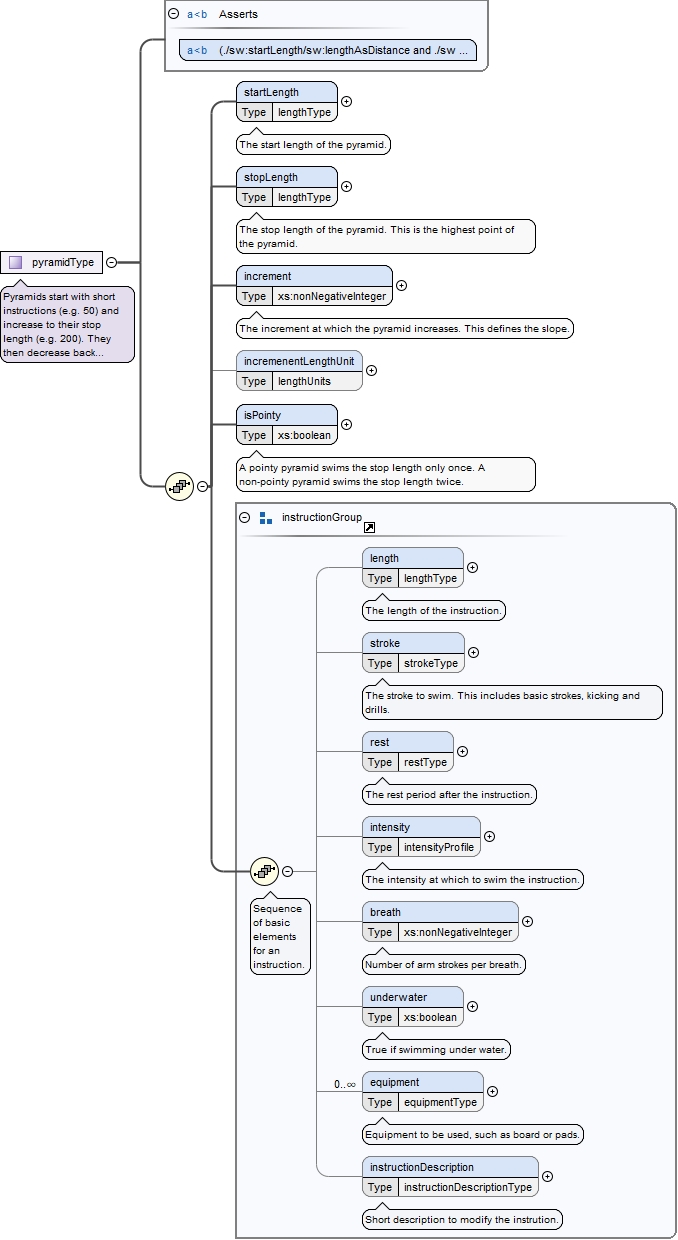 a<b Asserts
a<b (./sw:startLength/sw:lengthAsDistance and ./sw ...
startLength
Type lengthType
The start length of the pyramid.
stopLength
Type lengthType
The stop length of the pyramid. This is the highest point of
the pyramid.
pyramidType
Pyramids start with short
instructions (e.g. 50) and
increase to their stop
length (e.g. 200). They
then decrease back...
increment
Type xs:nonNegativeInteger
The increment at which the pyramid increases. This defines the slope.
incremenentLengthUnit
Type lengthUnits
isPointy
Type xs:boolean
A pointy pyramid swims the stop length only once. A
non-pointy pyramid swims the stop length twice.
instructionGroup
length
Type lengthType
The length of the instruction.
stroke
Type strokeType
The stroke to swim. This includes basic strokes, kicking and
drills.
rest
Type restType
The rest period after the instruction.
intensity
Type intensityProfile
The intensity at which to swim the instruction.
Sequence
of basic
elements
for an
instruction.
breath
Type xs:nonNegativeInteger
Number of arm strokes per breath.
underwater
Type xs:boolean
True if swimming under water.
0..∞
equipment
Type equipmentType
Equipment to be used, such as board or pads.
instructionDescription
Type instructionDescriptionType
Short description to modify the instrution.